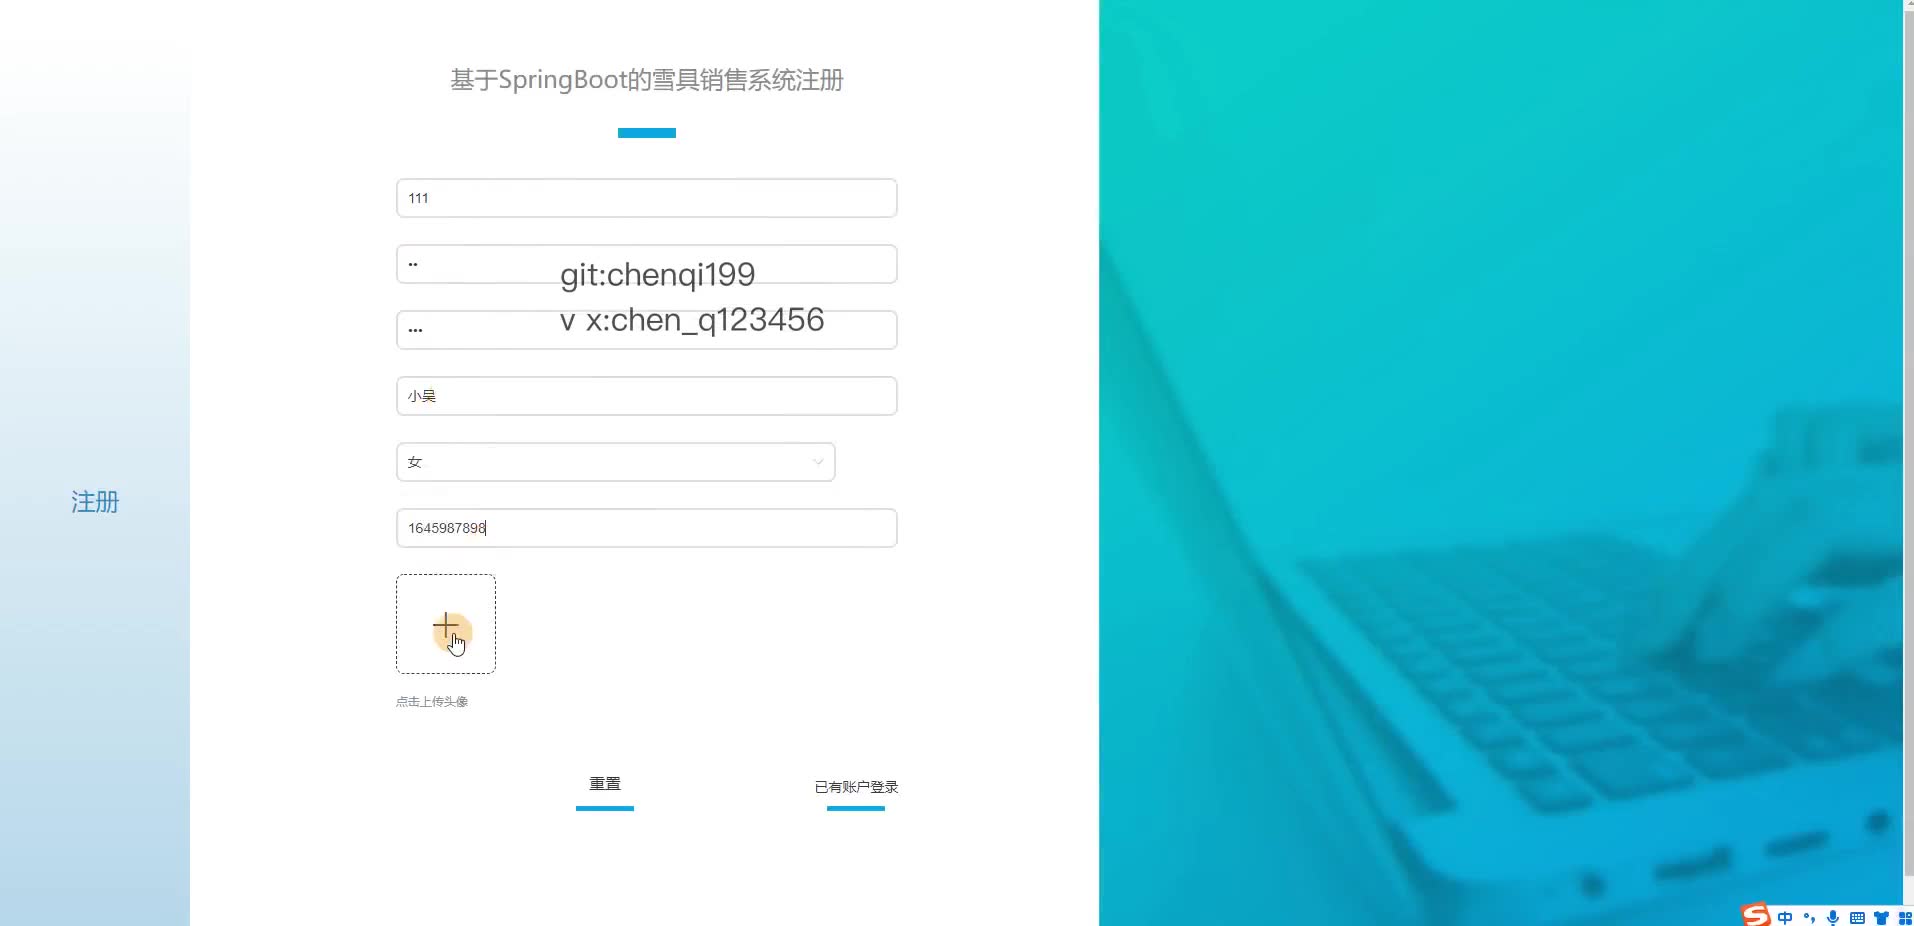 基于SpringBoot的雪具销售系统注册
111
••
git:chenqi199
•••
v x:chen_q123456
小吴
女
注册
1645987898
点击上传头像
重置
已有账户登录
中